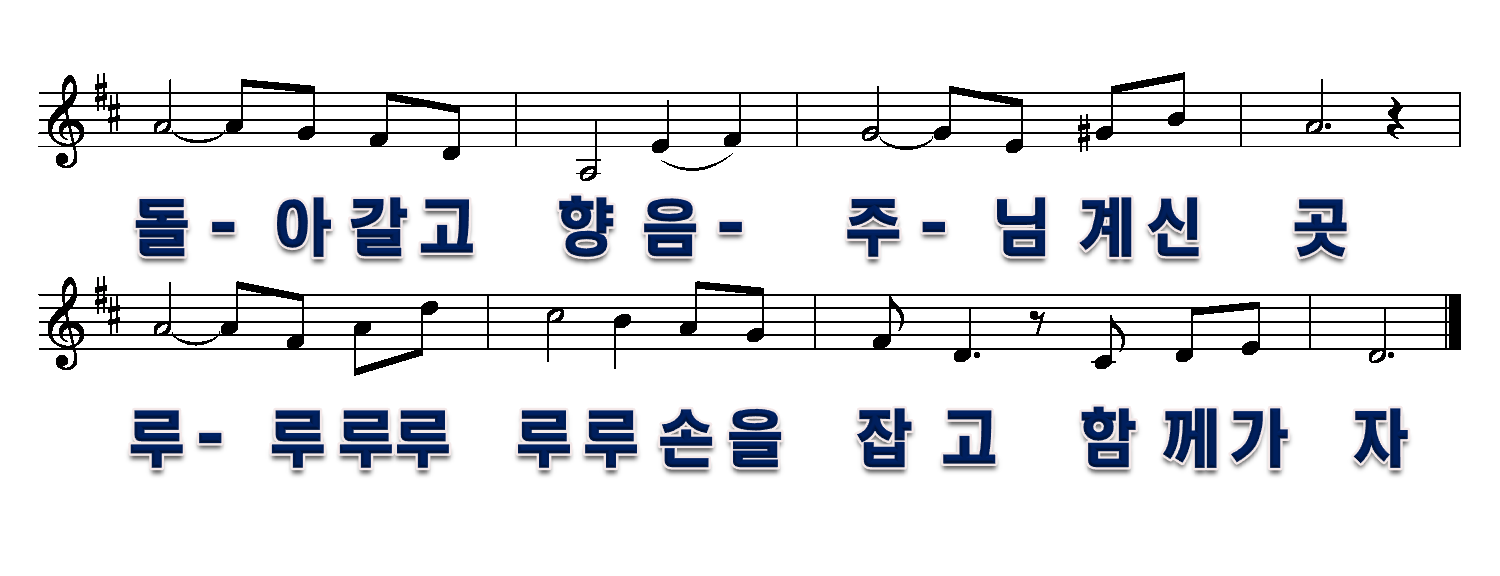 돌 - 아 갈 고 향 음 - 주 - 님 계 신 곳
루 - 루 루 루 루 루 손 을 잡 고 함 께 가 자